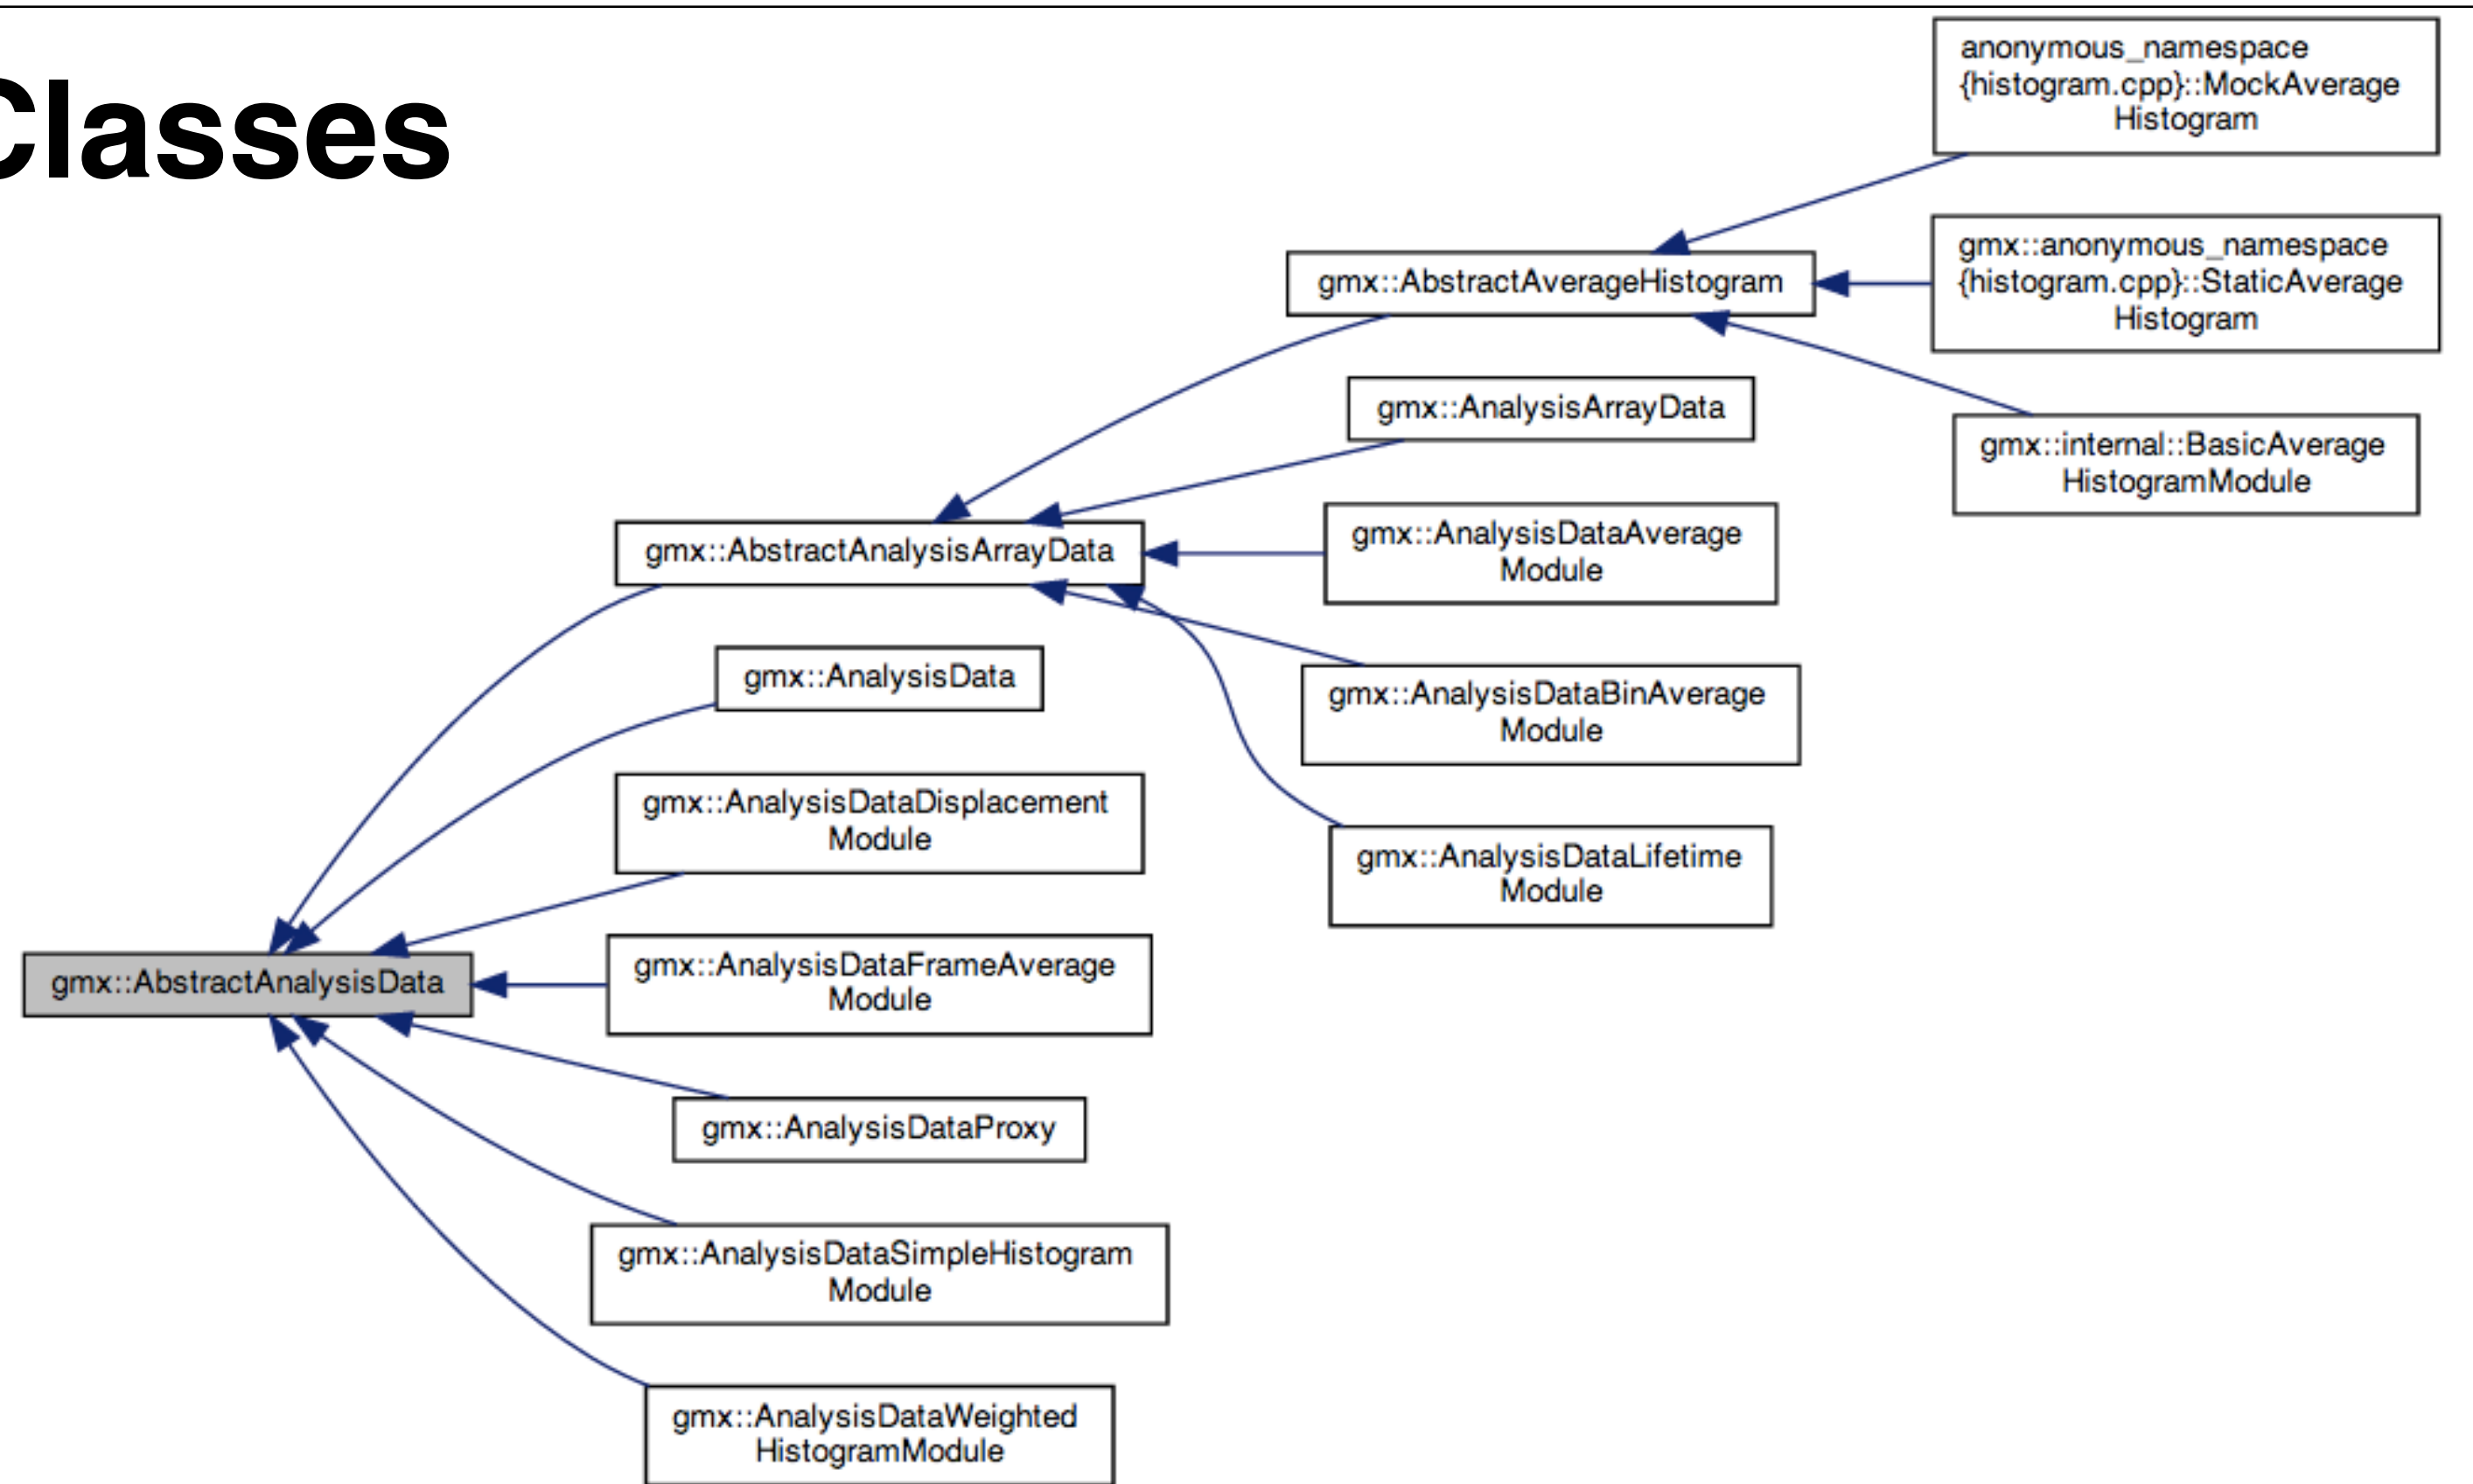 Classes
anonymous_namespace
{histogram.cpp}::MockAverage
Histogram
gmx::anonymous_namespace
{histogram.cpp}::StaticAverage
Histogram
gmx::AbstractAverageHistogram
gmx::AnalysisArrayData
gmx::internal::BasicAverage
HistogramModule
gmx::AbstractAnalysisArrayData
gmx::AnalysisDataAverage
Module
gmx::AnalysisData
gmx::AnalysisDataBinAverage
Module
gmx::AnalysisDataDisplacement
Module
gmx::AnalysisDataLifetime
Module
gmx::AbstractAnalysisData
gmx::AnalysisDataFrameAverage
Module
gmx::AnalysisDataProxy
gmx::AnalysisDataSimpleHistogram
Module
gmx::AnalysisDataWeighted
HistogramModule